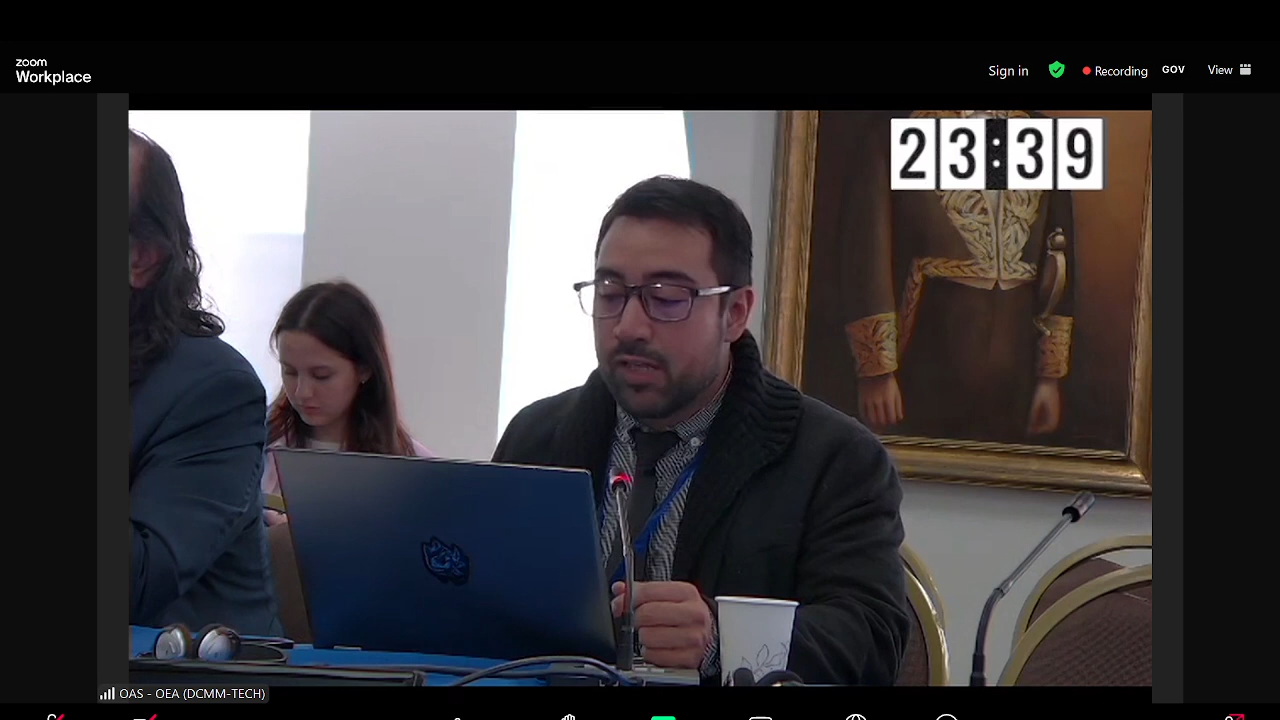 zoom
Workplace
Sign in
Recording
GOV
View
23:39
OAS - OEA (DCMM-TECH)